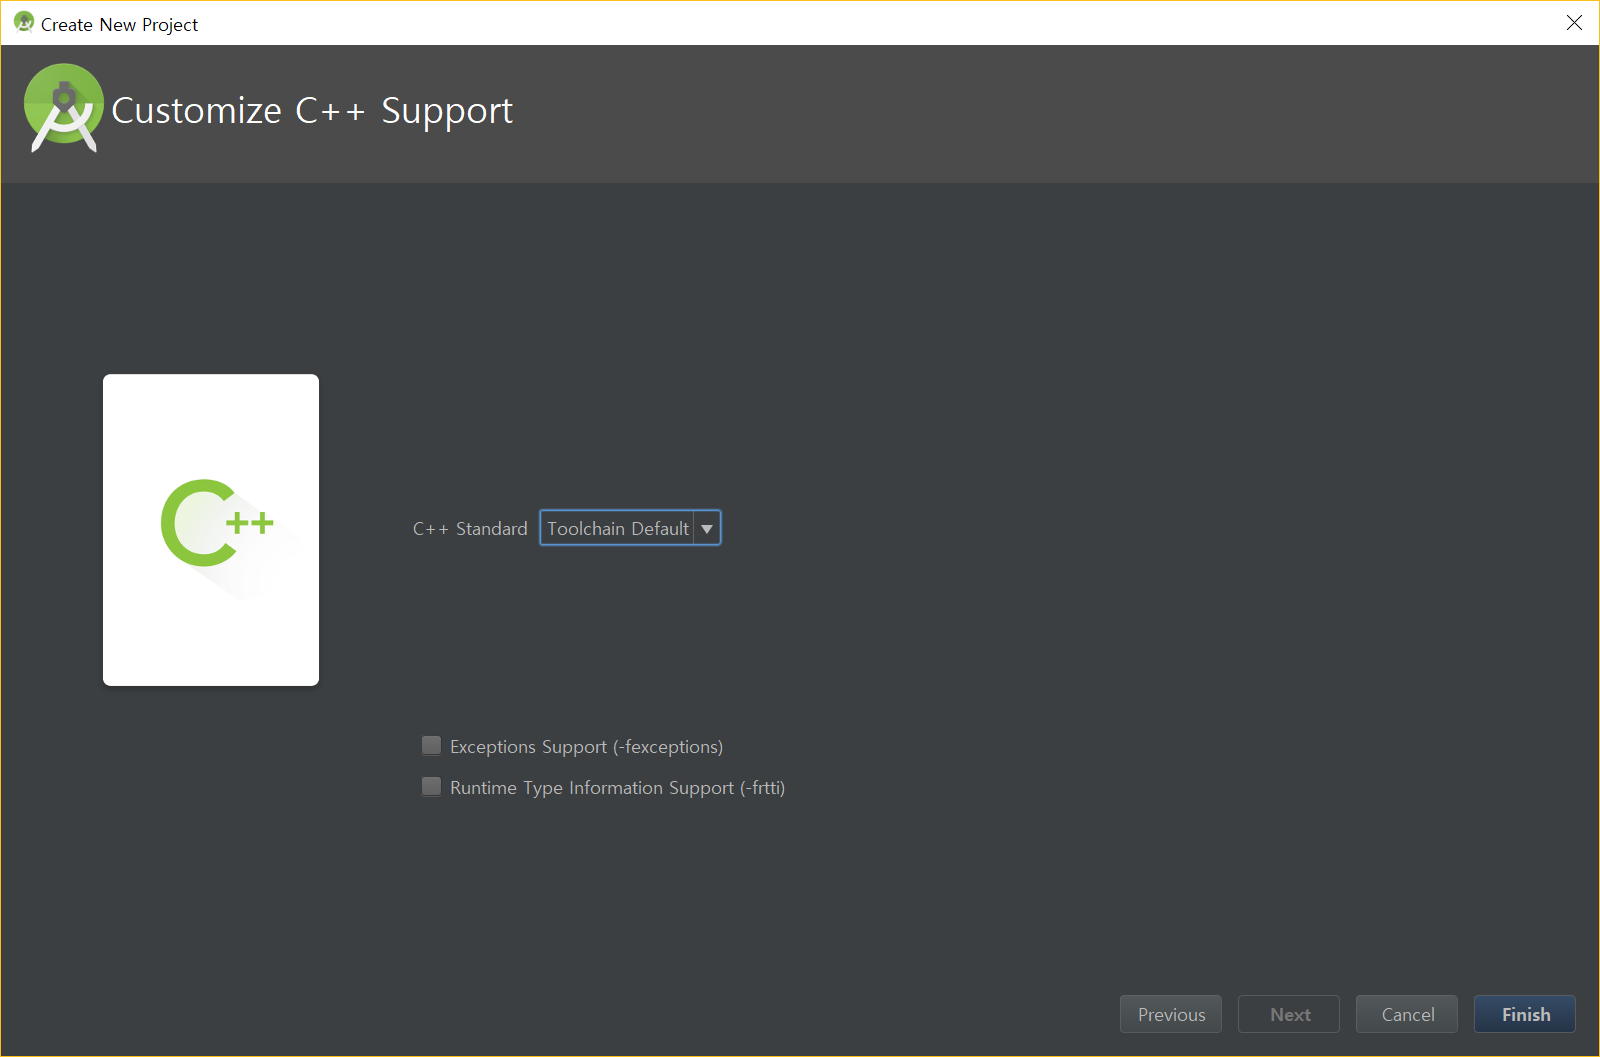 Create New Project
Customize C++ Support
C++
C++ Standard Toolchain Default
Exceptions Support (-fexceptions)
Runtime Type Information Support (-frtti)
Previous Next Cancel Finish